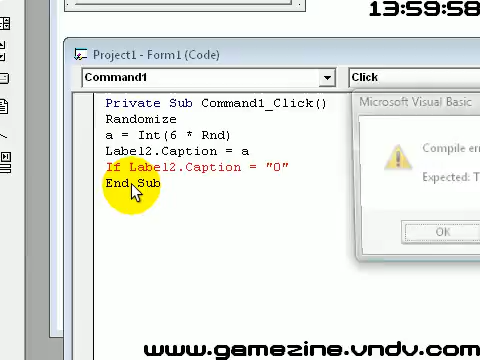 13:59:58
Project1 - Form1 (Code)
Command1
Click
Private Sub Command1_Click()
Randomize
a = Int(6 * Rnd)
Label2.Caption = a
If Label2.Caption = "0"
End Sub
Microsoft Visual Basic
Compile er
Expected: T
OK
www.gamezine.vndv.com